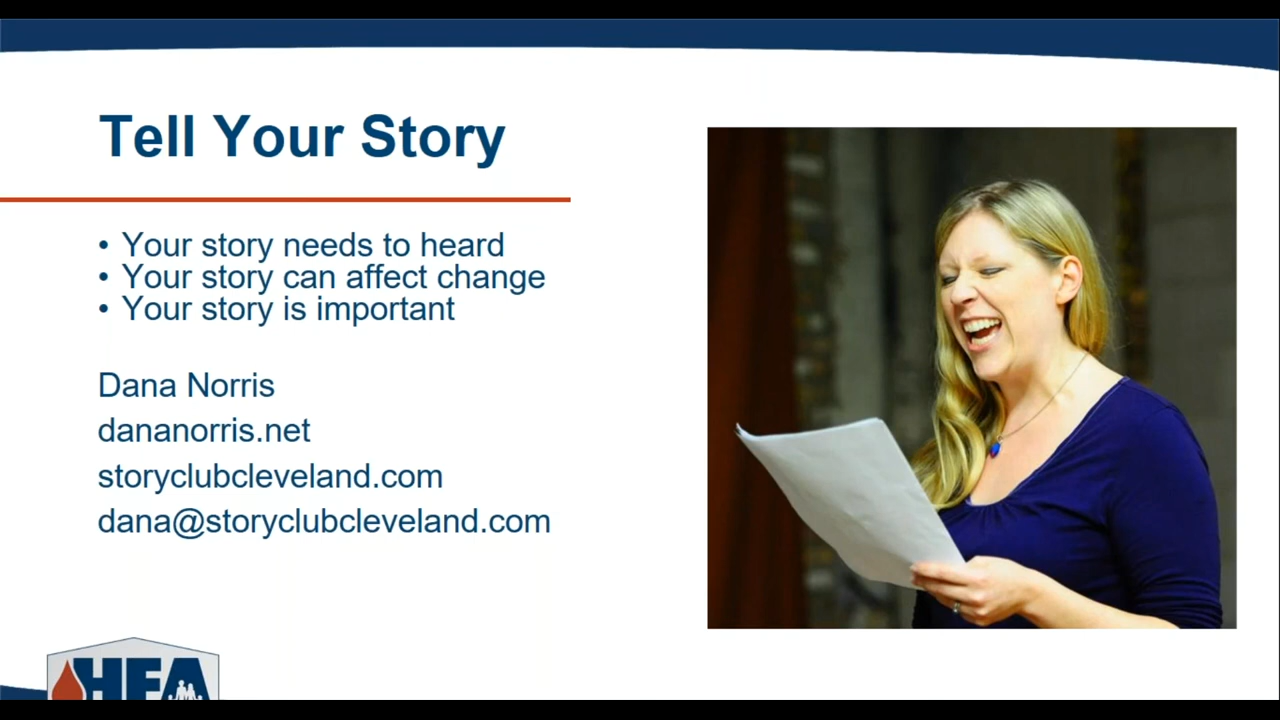 Tell Your Story
• Your story needs to heard
• Your story can affect change
• Your story is important
Dana Norris
dananorris.net
storyclubcleveland.com
dana@storyclubcleveland.com
HFA